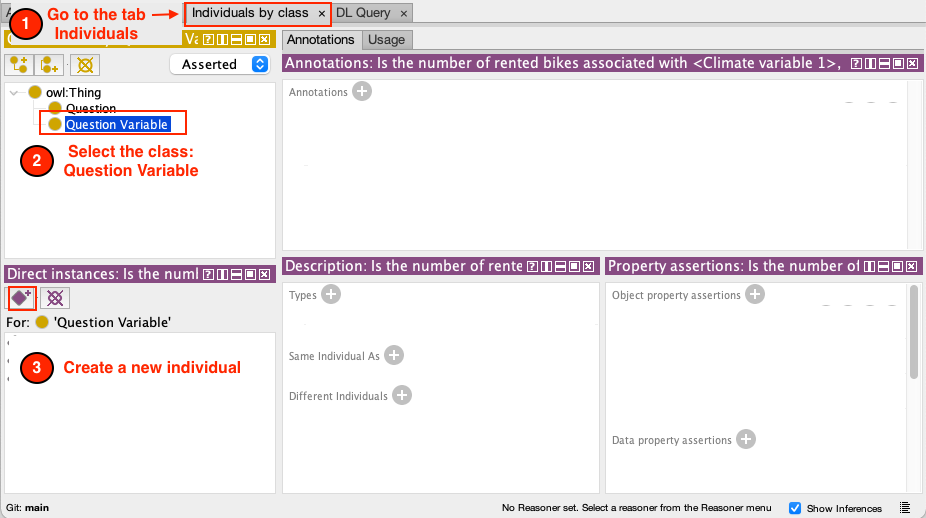 1 Go to the tab
Individuals
Individuals by class ×
DL Query ×
Asserted
owl:Thing
Question
Question Variable
2 Select the class:
Question Variable
Direct instances: Is the numl
For: 'Question Variable'
3 Create a new individual
Annotations Usage
Annotations: Is the number of rented bikes associated with <Climate variable 1>,
Annotations
Description: Is the number of rente
Types
Same Individual As
Different Individuals
Property assertions: Is the number of
Object property assertions
Data property assertions
Git: main
No Reasoner set. Select a reasoner from the Reasoner menu
Show Inferences